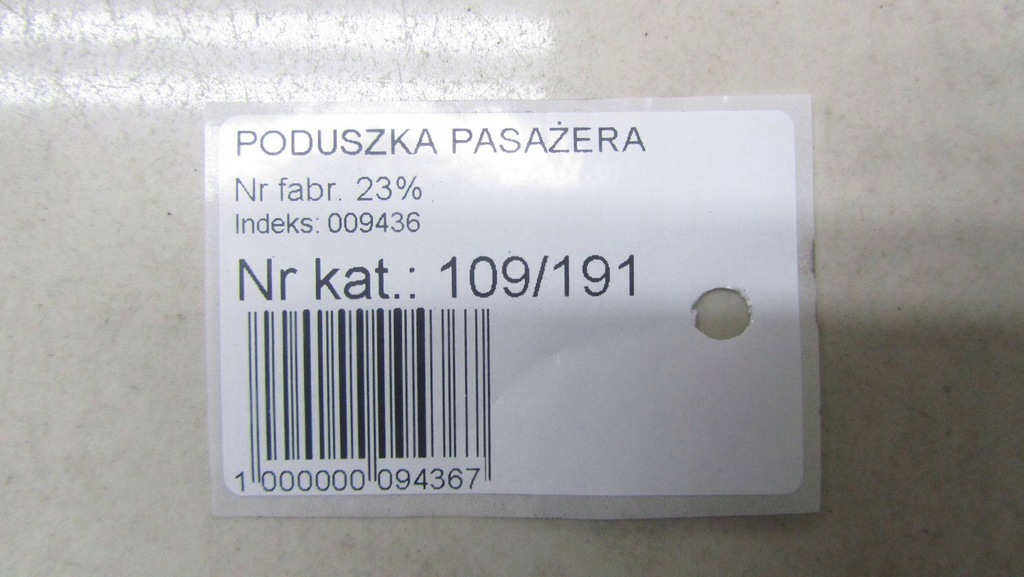 PODUSZKA PASAŻERA
Nr fabr. 23%
Indeks: 009436
Nr kat.: 109/191
1 000000 094367